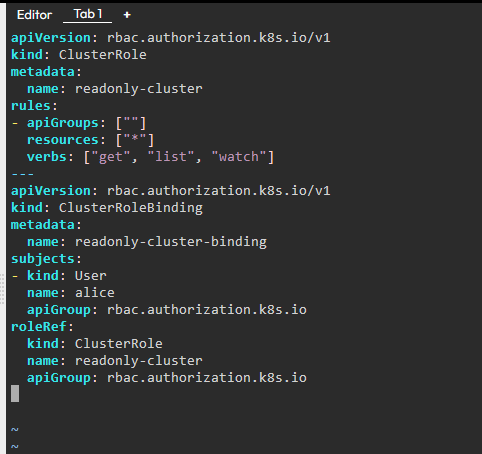 Editor Tab 1 +
apiVersion: rbac.authorization.k8s.io/v1
kind: ClusterRole
metadata:
  name: readonly-cluster
rules:
- apiGroups: [""]
  resources: ["*"]
  verbs: ["get", "list", "watch"]
---
apiVersion: rbac.authorization.k8s.io/v1
kind: ClusterRoleBinding
metadata:
  name: readonly-cluster-binding
subjects:
- kind: User
  name: alice
  apiGroup: rbac.authorization.k8s.io
roleRef:
  kind: ClusterRole
  name: readonly-cluster
  apiGroup: rbac.authorization.k8s.io
~
~